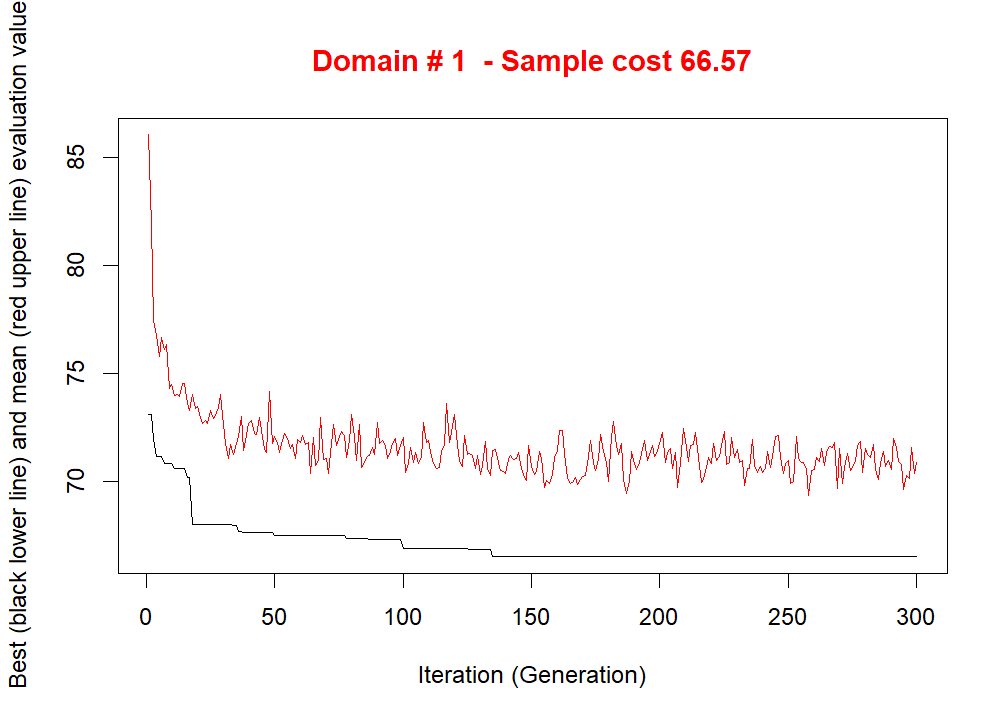 Domain # 1  - Sample cost 66.57
Best (black lower line) and mean (red upper line) evaluation value
85
80
75
70
0 50 100 150 200 250 300
Iteration (Generation)